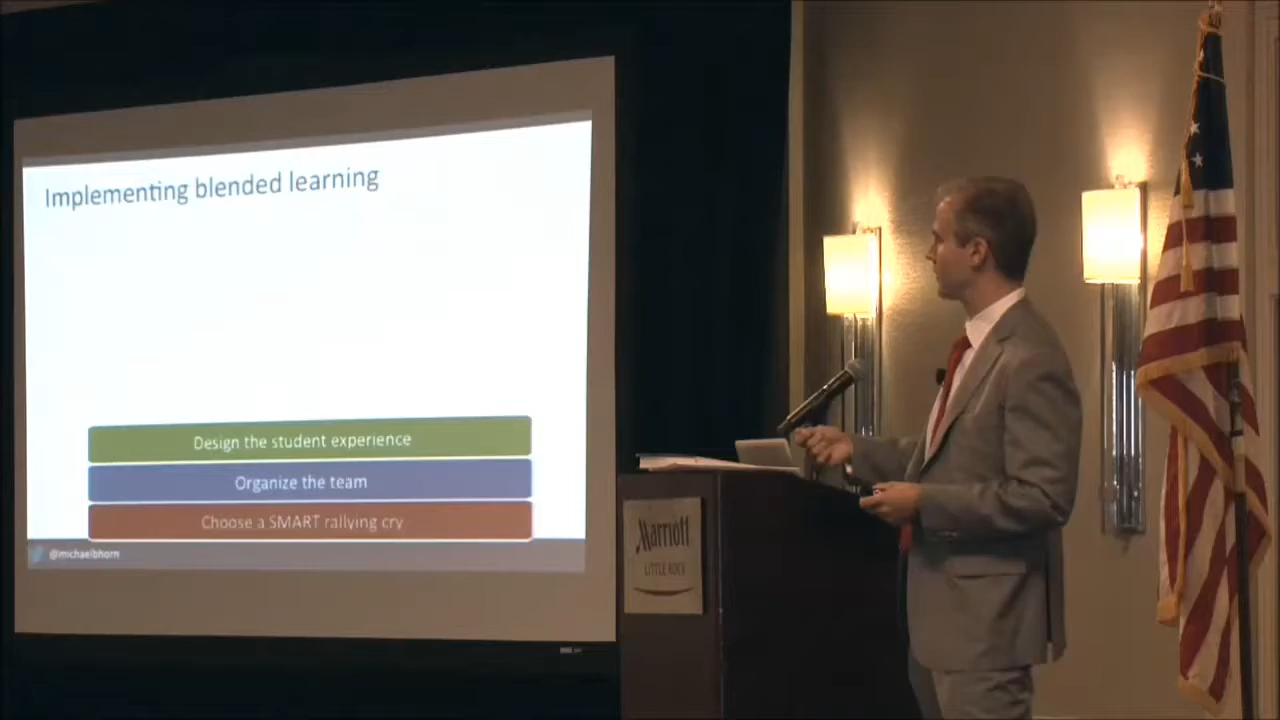 Implementing blended learning
Design the student experience
Organize the team
Choose a SMART rallying cry
@michaelbhorn
Marriott
LITTLE ROCK